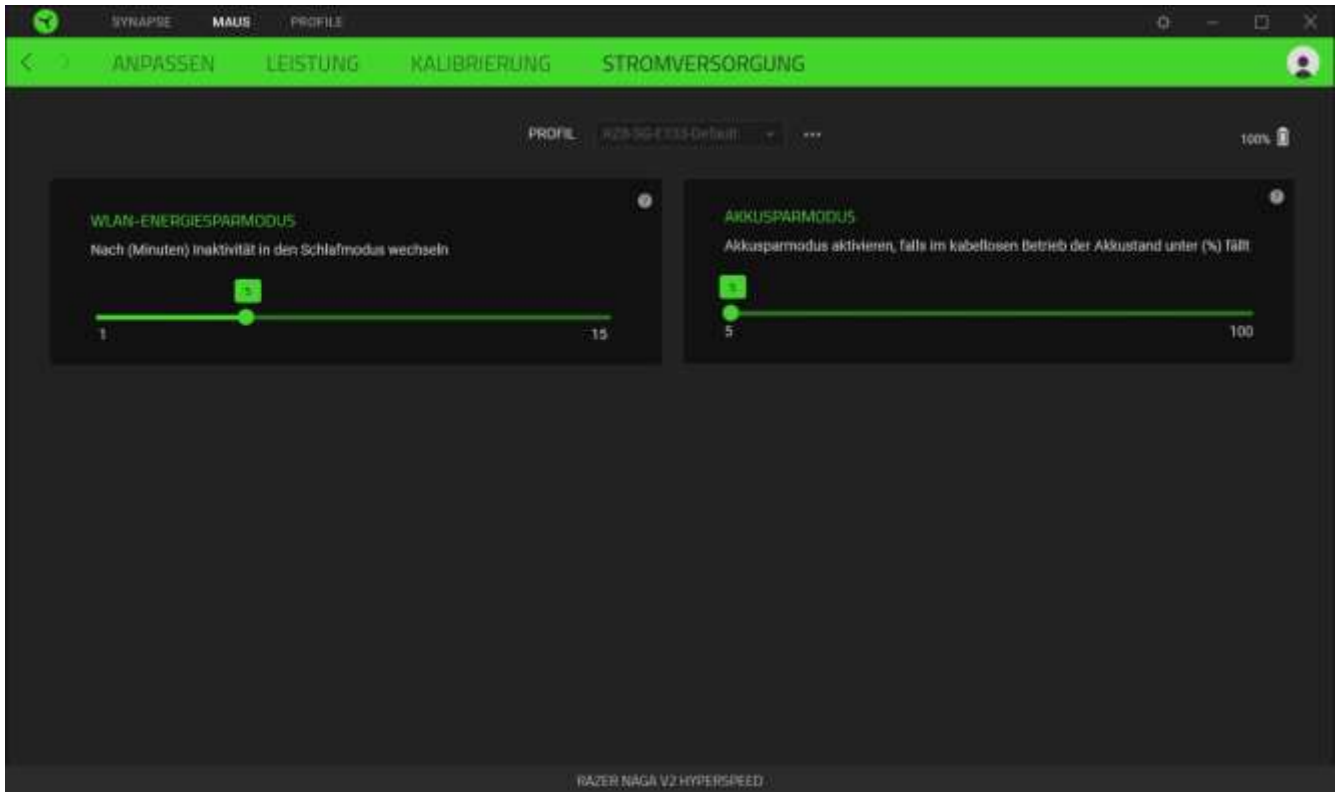 SYNAPSE MAUS PROFILE
ANPASSEN LEISTUNG KALIBRIERUNG STROMVERSORGUNG
PROFIL ...
100%
WLAN-ENERGIESPARMODUS
Nach (Minuten) Inaktivität in den Schlafmodus wechseln
5
1 15
AKKUSPARMODUS
Akkusparmodus aktivieren, falls im kabellosen Betrieb der Akkustand unter (%) fällt
5
5 100
RAZER NAGA V2 HYPERSPEED